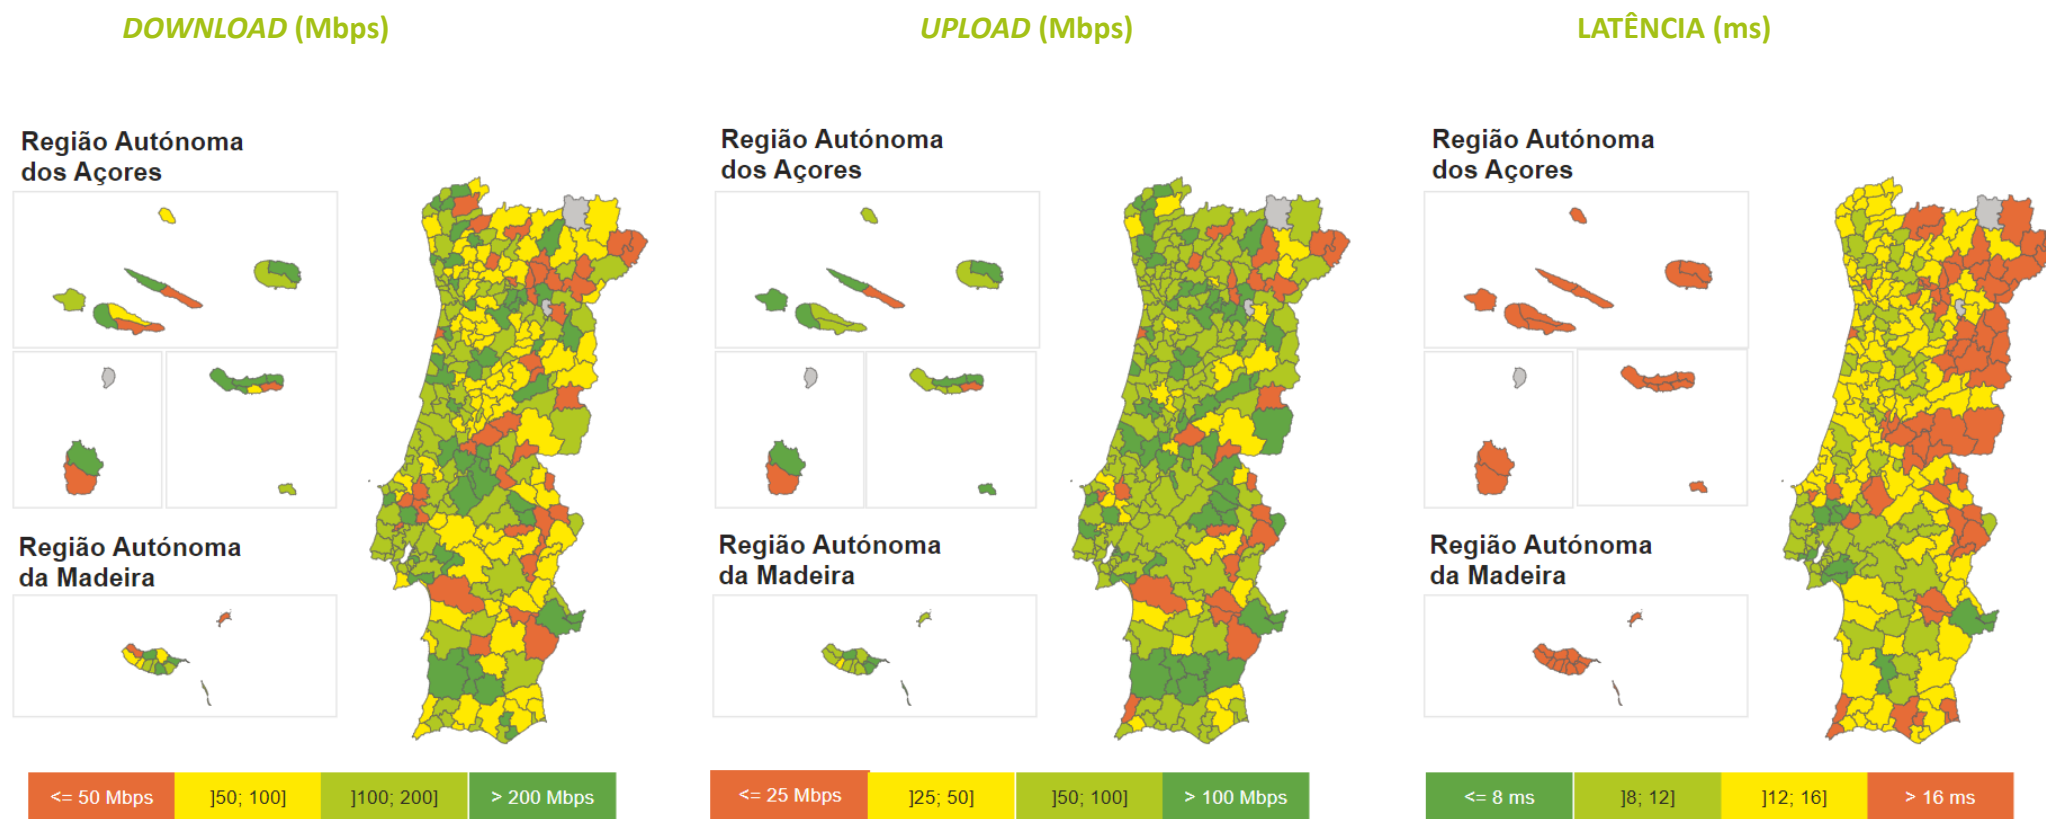 DOWNLOAD (Mbps)
UPLOAD (Mbps)
LATÊNCIA (ms)
Região Autónoma
dos Açores
Região Autónoma
da Madeira
<= 50 Mbps
]50; 100]
]100; 200]
> 200 Mbps
Região Autónoma
dos Açores
Região Autónoma
da Madeira
<= 25 Mbps
]25; 50]
]50; 100]
> 100 Mbps
Região Autónoma
dos Açores
Região Autónoma
da Madeira
<= 8 ms
]8; 12]
]12; 16]
> 16 ms